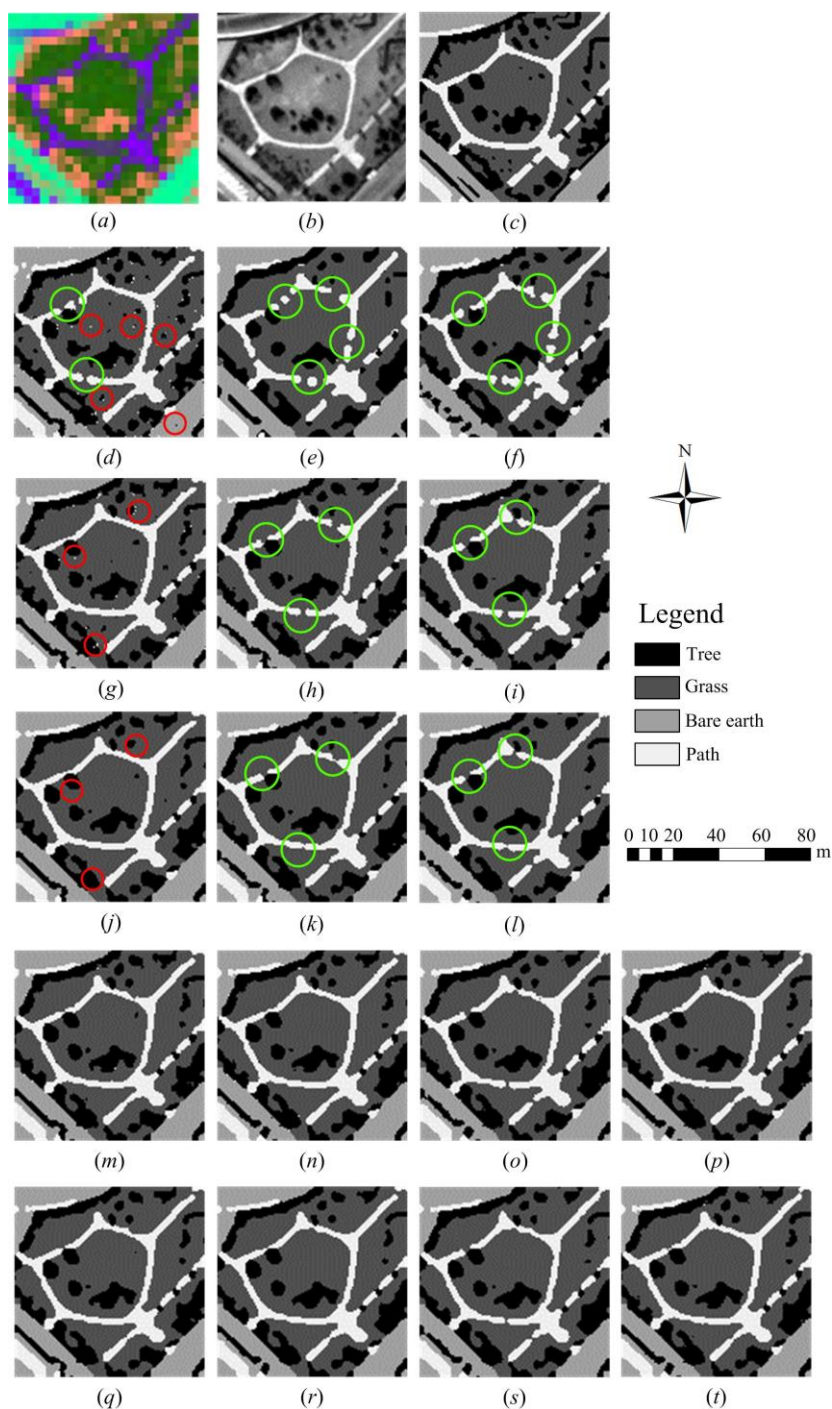 (a) (b) (c)
(d) (e) (f)
N
(g) (h) (i)
Legend
Tree
Grass
Bare earth
Path
(j) (k) (l)
0 10 20 40 60 80
m
(m) (n) (o) (p)
(q) (r) (s) (t)